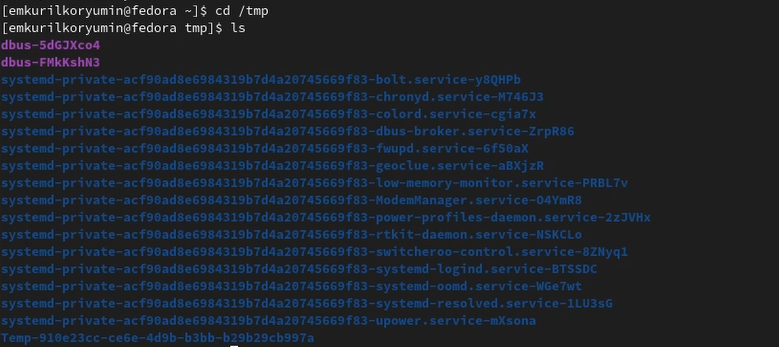 [emkurilkoryumin@fedora ~]$ cd /tmp
[emkurilkoryumin@fedora tmp]$ ls
dbus-5dGJXco4
dbus-FMkKshN3
systemd-private-acf90ad8e6984319b7d4a20745669f83-bolt.service-y8QHPb
systemd-private-acf90ad8e6984319b7d4a20745669f83-chronyd.service-M746J3
systemd-private-acf90ad8e6984319b7d4a20745669f83-colord.service-cgia7x
systemd-private-acf90ad8e6984319b7d4a20745669f83-dbus-broker.service-ZrpR86
systemd-private-acf90ad8e6984319b7d4a20745669f83-fwupd.service-6f50aX
systemd-private-acf90ad8e6984319b7d4a20745669f83-geoclue.service-aBXjzR
systemd-private-acf90ad8e6984319b7d4a20745669f83-low-memory-monitor.service-PRBL7v
systemd-private-acf90ad8e6984319b7d4a20745669f83-ModemManager.service-O4YmR8
systemd-private-acf90ad8e6984319b7d4a20745669f83-power-profiles-daemon.service-2zJVHx
systemd-private-acf90ad8e6984319b7d4a20745669f83-rtkit-daemon.service-NSKCLo
systemd-private-acf90ad8e6984319b7d4a20745669f83-switcheroo-control.service-8ZNyq1
systemd-private-acf90ad8e6984319b7d4a20745669f83-systemd-logind.service-BTSSDC
systemd-private-acf90ad8e6984319b7d4a20745669f83-systemd-oomd.service-WGe7wt
systemd-private-acf90ad8e6984319b7d4a20745669f83-systemd-resolved.service-1LU3sG
systemd-private-acf90ad8e6984319b7d4a20745669f83-upower.service-mXsona
Temp-910e23cc-ce6e-4d9b-b3bb-b29b29cb997a